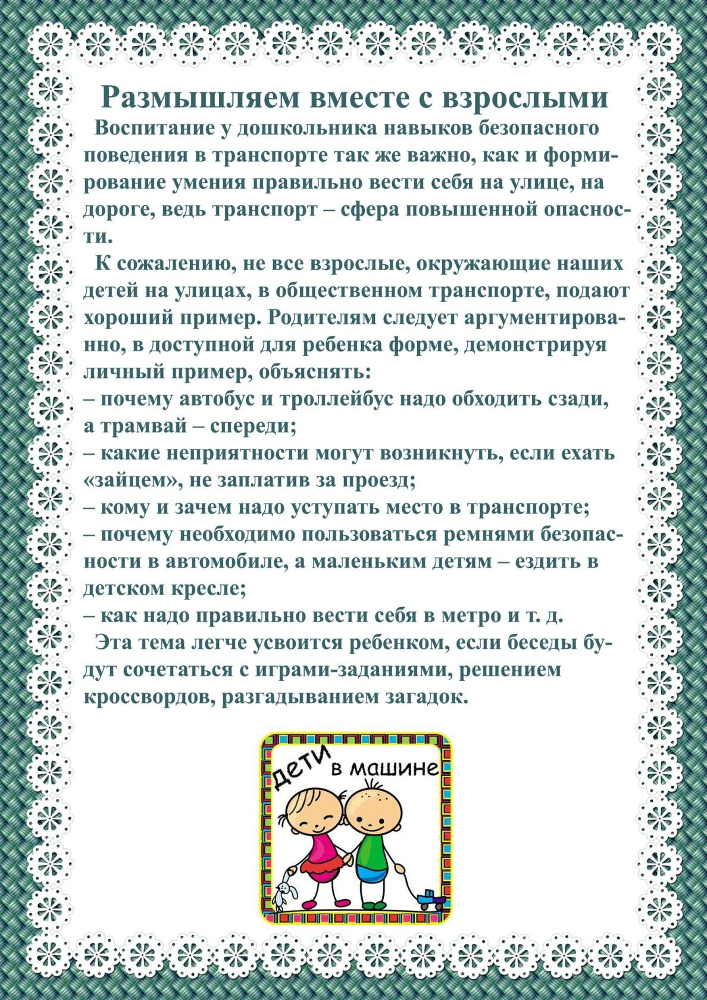 Размышляем вместе с взрослыми
Воспитание у дошкольника навыков безопасного
поведения в транспорте так же важно, как и форми-
рование умения правильно вести себя на улице, на
дороге, ведь транспорт – сфера повышенной опаснос-
ти.
К сожалению, не все взрослые, окружающие наших
детей на улицах, в общественном транспорте, подают
хороший пример. Родителям следует аргументирова-
нно, в доступной для ребенка форме, демонстрируя
личный пример, объяснять:
– почему автобус и троллейбус надо обходить сзади,
а трамвай – спереди;
– какие неприятности могут возникнуть, если ехать
«зайцем», не заплатив за проезд;
– кому и зачем надо уступать место в транспорте;
– почему необходимо пользоваться ремнями безопас-
ности в автомобиле, а маленьким детям – ездить в
детском кресле;
– как надо правильно вести себя в метро и т. д.
Эта тема легче усвоится ребенком, если беседы бу-
дут сочетаться с играми-заданиями, решением
кроссвордов, разгадыванием загадок.
дети в машине